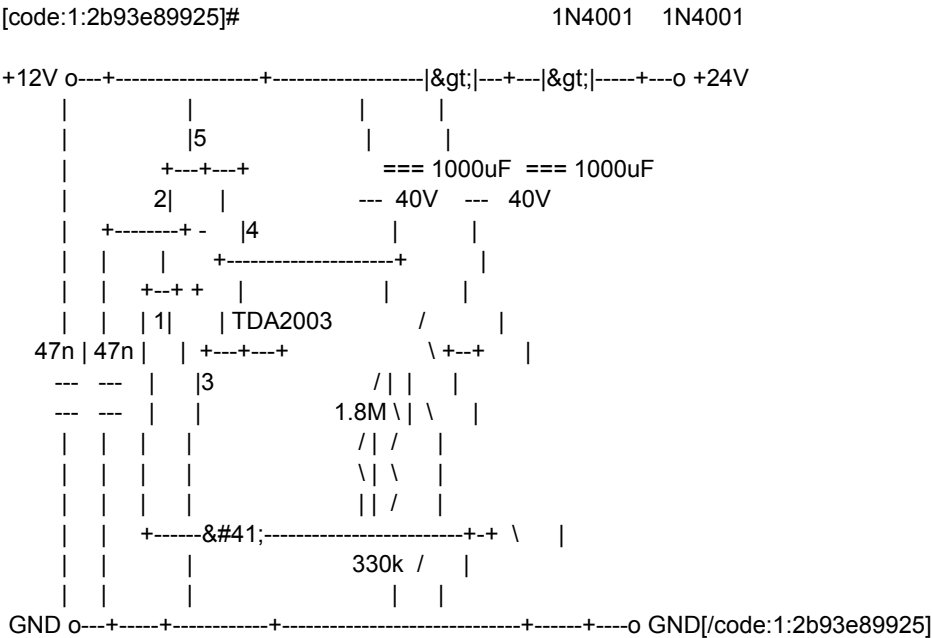 [code:1:2b93e89925]# 1N4001 1N4001
+12V o---+------------------+-------------------|&gt;|---+---|&gt;|-----+---o +24V
| | | |
| |5 | |
| +---+---+ === 1000uF === 1000uF
| 2| | --- 40V --- 40V
| +--------+ - |4 | |
| | | +---------------------+ |
| | +--+ + | | |
| | | 1| | TDA2003 / |
47n | 47n | | +---+---+ \ +--+ |
--- --- | |3 / | | |
--- --- | | 1.8M \ | \ |
| | | | / | / |
| | | | \ | \ |
| | | | | | / |
| | +------&#41;-------------------------+-+ \ |
| | | 330k / |
| | | | |
GND o---+-----+------------+-------------------------------+------+----o GND[/code:1:2b93e89925]